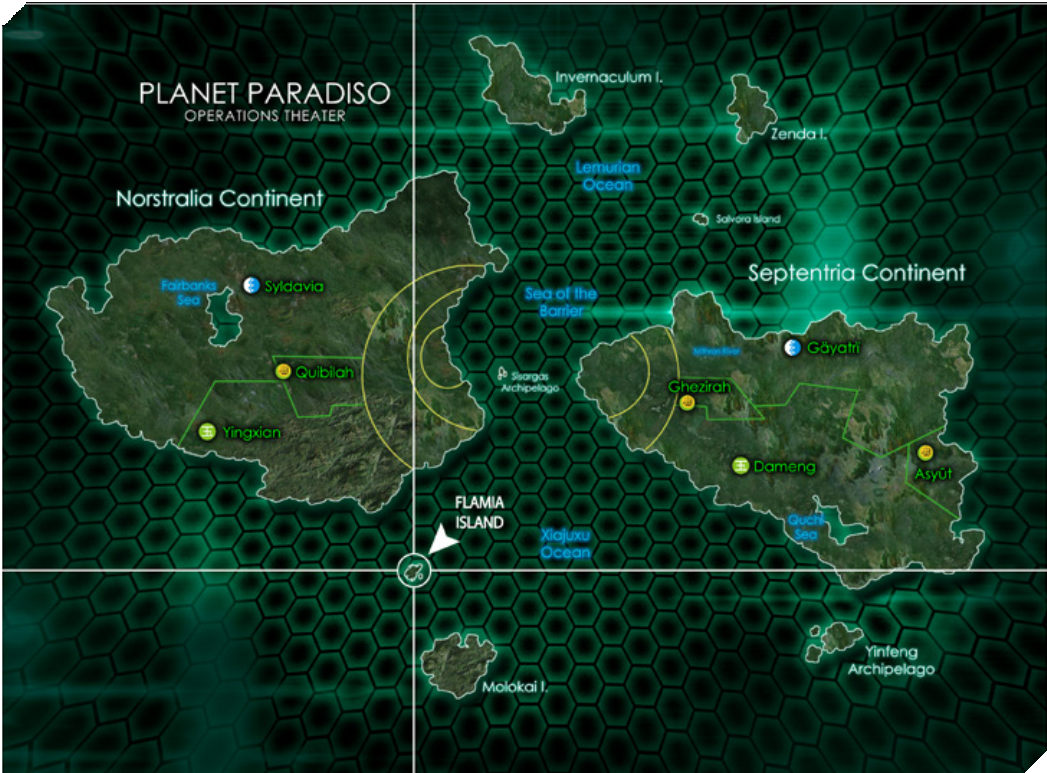 PLANET PARADISO
OPERATIONS THEATER
Invernaculum I.
Zenda I.
Lemurian
Ocean
Norstralia Continent
Salvora Island
Septentria Continent
Fairbanks
Sea
Syldavia
Sea of the
Barrier
Gäyatrí
Quibilah
Sisargas
Archipelago
Ghezirah
Yingxian
Dameng
Asyūt
FLAMIA
ISLAND
Quchi
Sea
Xiajuxu
Ocean
Molokai I.
Yinfeng
Archipelago